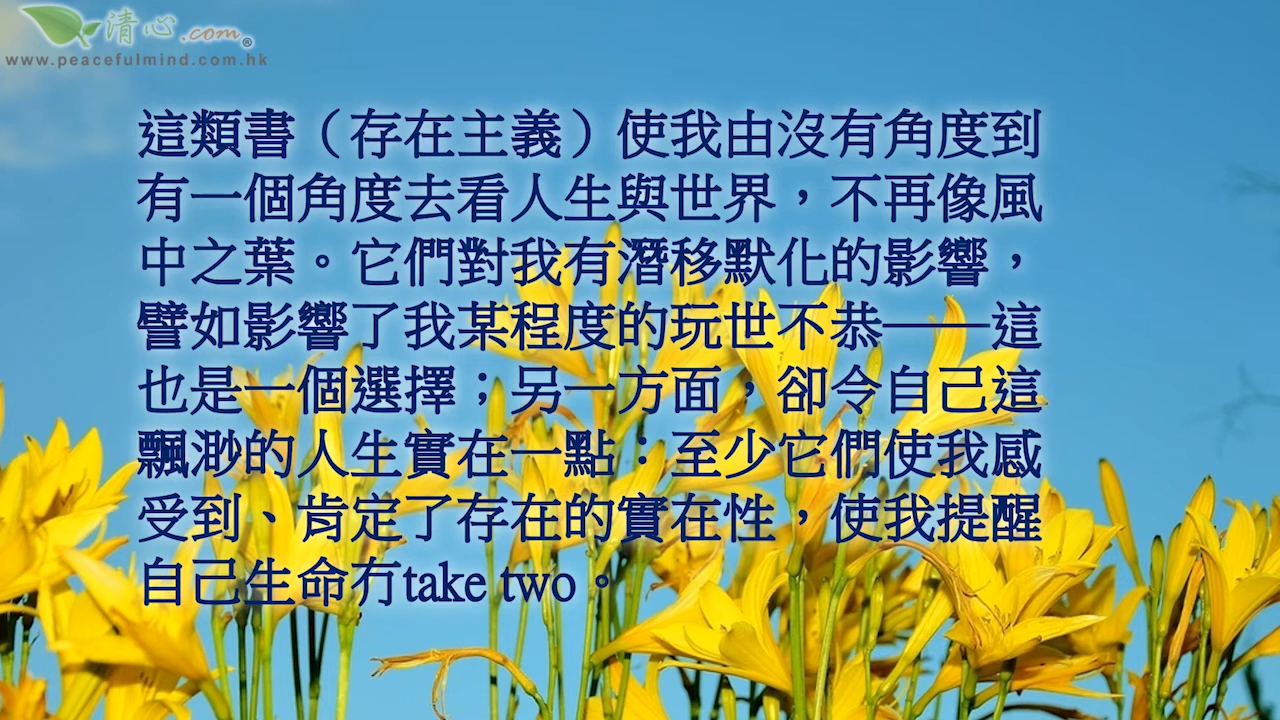 清心.com®
www.peacefulmind.com.hk
這類書（存在主義）使我由沒有角度到
有一個角度去看人生與世界，不再像風
中之葉。它們對我有潛移默化的影響，
譬如影響了我某程度的玩世不恭——這
也是一個選擇；另一方面，卻令自己這
飄渺的人生實在一點：至少它們使我感
受到、肯定了存在的實在性，使我提醒
自己生命冇take two。